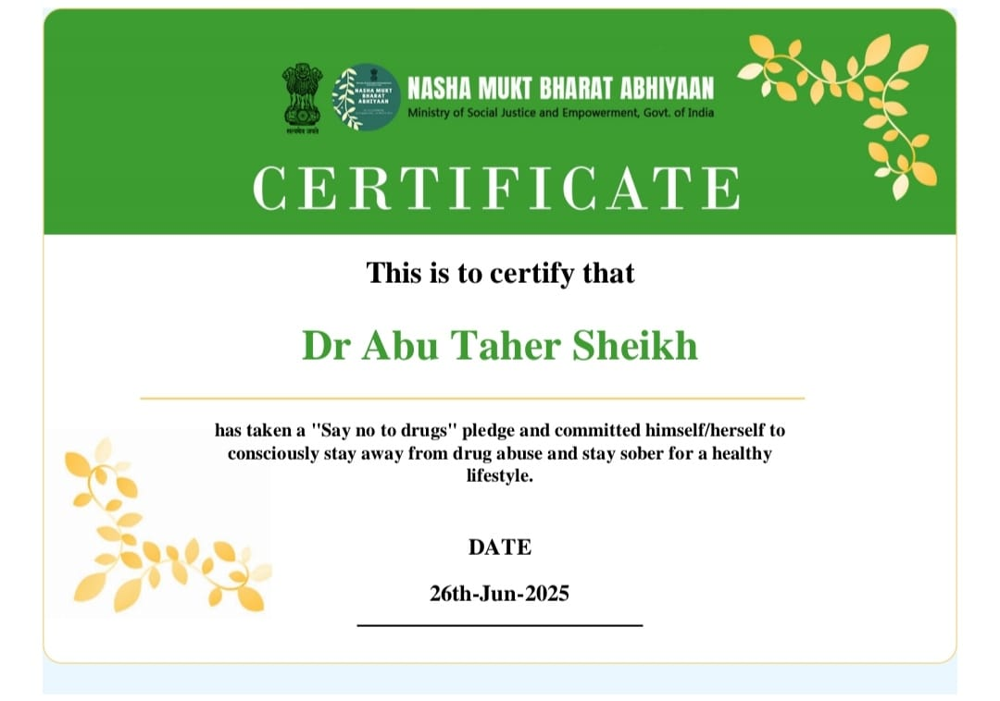 सत्यमेव जयते
NASHA MUKT
BHARAT
ABHIYAAN
NASHA MUKT BHARAT ABHIYAAN
Ministry of Social Justice and Empowerment, Govt. of India
CERTIFICATE
This is to certify that
Dr Abu Taher Sheikh
has taken a "Say no to drugs" pledge and committed himself/herself to
consciously stay away from drug abuse and stay sober for a healthy
lifestyle.
DATE
26th-Jun-2025